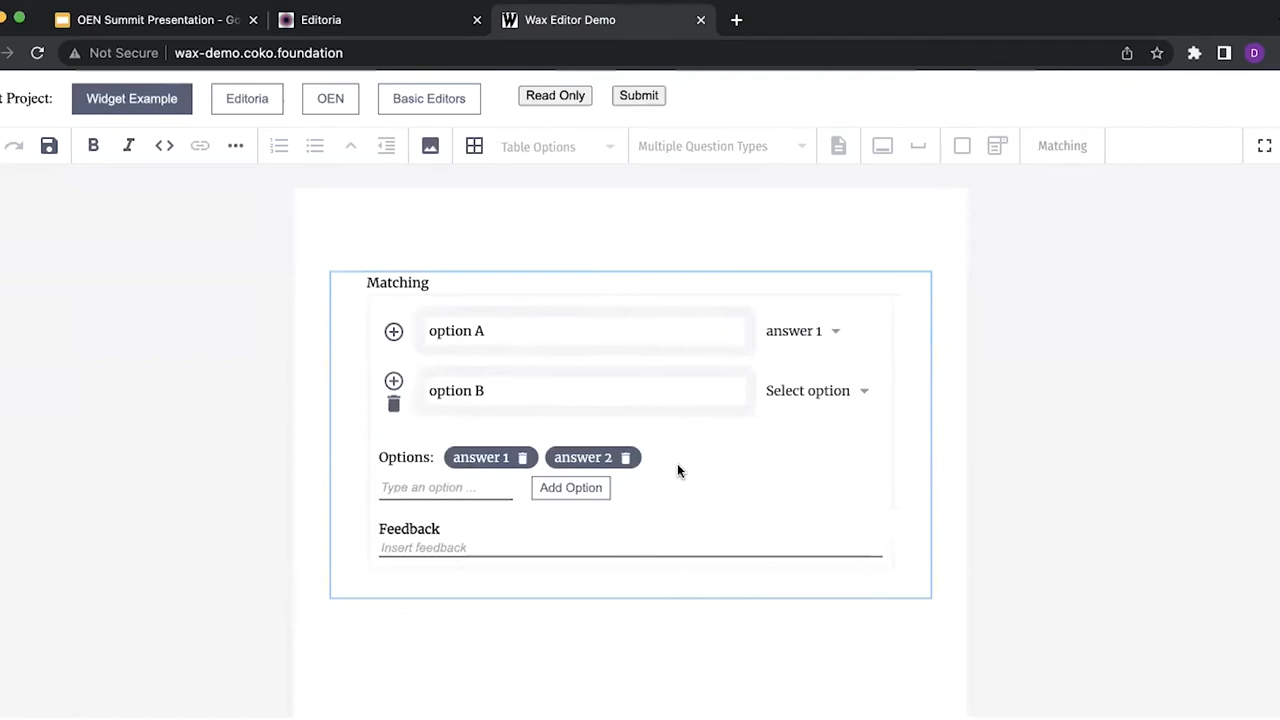 OEN Summit Presentation - Go
Editoria
Wax Editor Demo
Not Secure
wax-demo.coko.foundation
D
t Project:
Widget Example
Editoria
OEN
Basic Editors
Read Only
Submit
B
I
Table Options
Multiple Question Types
Matching
Matching
option A
answer 1
option B
Select option
Options:
answer 1
answer 2
Type an option ...
Add Option
Feedback
Insert feedback